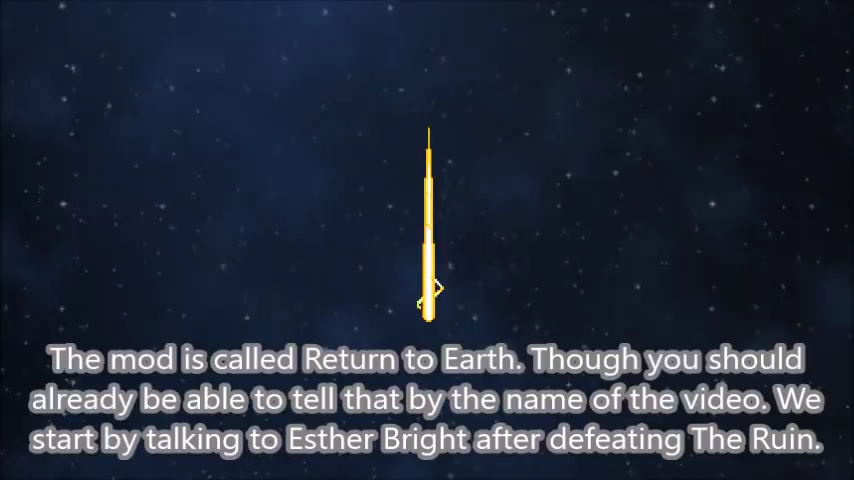 The mod is called Return to Earth. Though you should
already be able to tell that by the name of the video. We
start by talking to Esther Bright after defeating The Ruin.